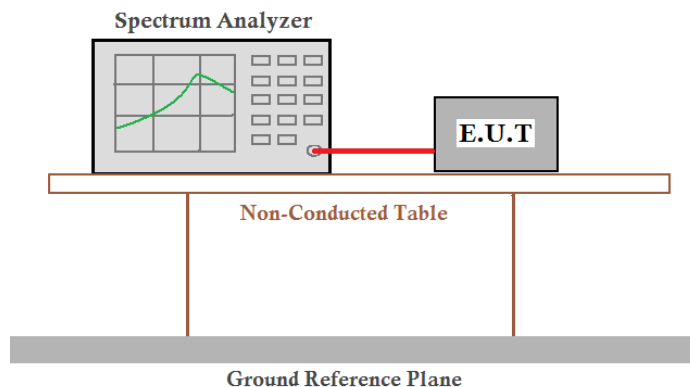 Spectrum Analyzer
E.U.T
Non-Conducted Table
Ground Reference Plane